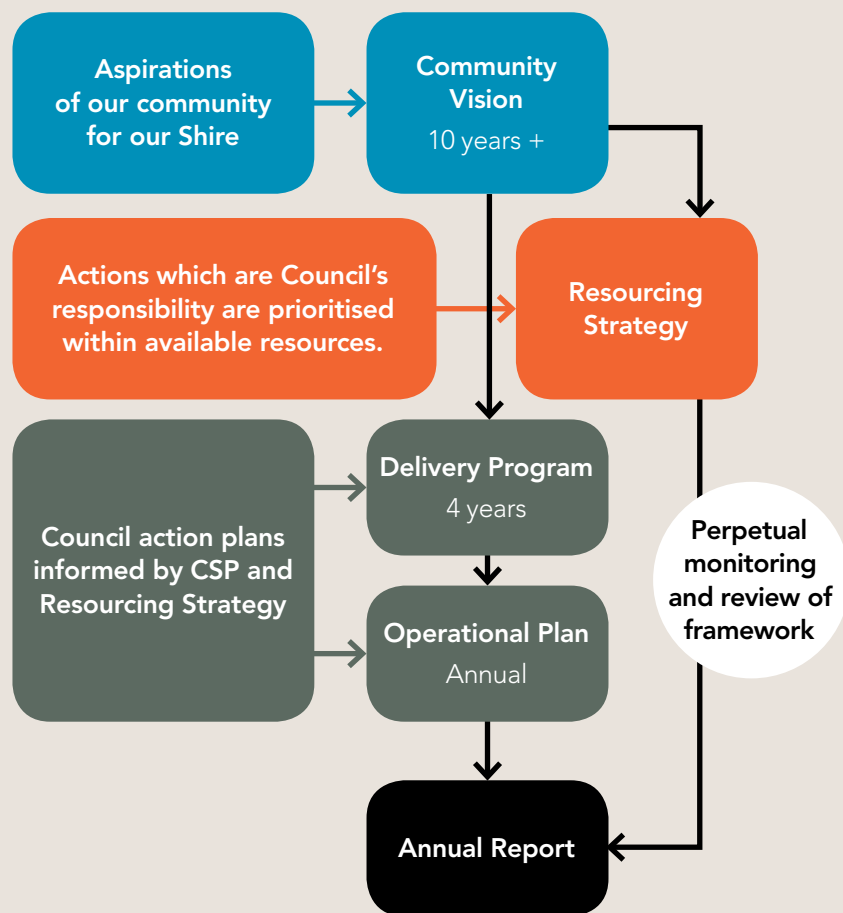 Aspirations
of our community
for our Shire
Community
Vision
10 years +
Actions which are Council’s
responsibility are prioritised
within available resources.
Resourcing
Strategy
Council action plans
informed by CSP and
Resourcing Strategy
Delivery Program
4 years
Operational Plan
Annual
Perpetual
monitoring
and review of
framework
Annual Report